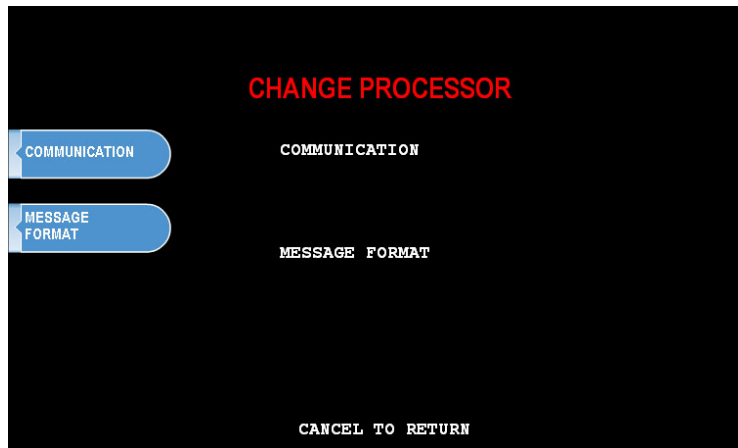 CHANGE PROCESSOR
COMMUNICATION
COMMUNICATION
MESSAGE
FORMAT
MESSAGE FORMAT
CANCEL TO RETURN